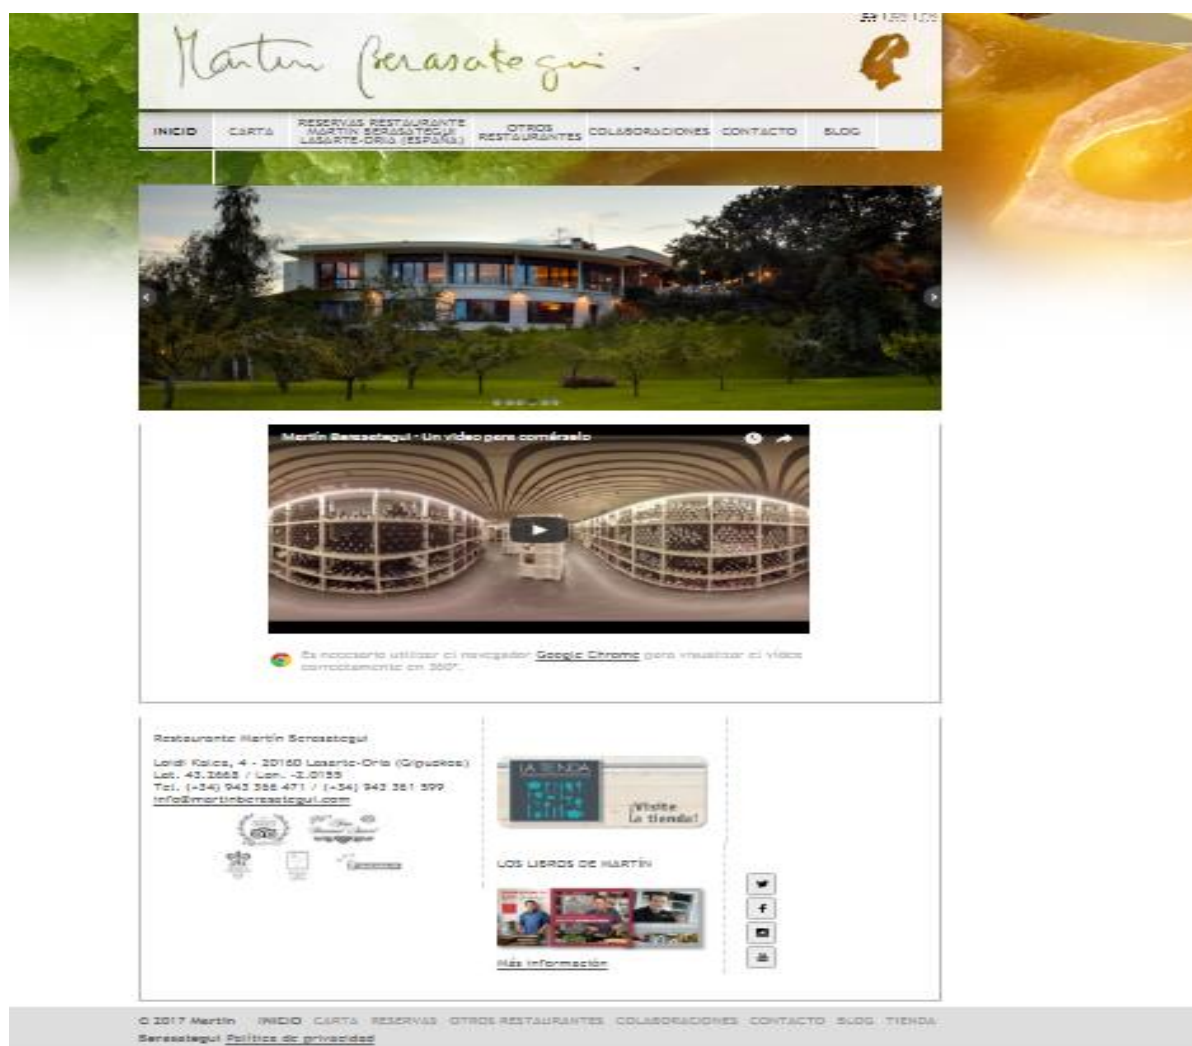 Martin Berasategui.
INICIO
CARTA
RESERVAS RESTAURANTE
MARTIN BERASATEGUI
LASARTE-ORIA (ESPAÑA)
OTROS
RESTAURANTES
COLABORACIONES
CONTACTO
BLOG
Martín Berasategui - Un vídeo para comérselo
Es necesario utilizar el navegador Google Chrome para visualizar el vídeo
correctamente en 360º.
Restaurante Martín Berasategui
Loidi Kalea, 4 - 20160 Lasarte-Oria (Gipuzkoa)
Lat. 43.2668 / Lon. -2.0155
Tel. (+34) 943 366 471 / (+34) 943 361 599
info@martinberasategui.com
LA TIENDA
¡Visite
la tienda!
LOS LIBROS DE MARTÍN
Más información
© 2017 Martín INICIO CARTA RESERVAS OTROS RESTAURANTES COLABORACIONES CONTACTO BLOG TIENDA
Berasategui Política de privacidad